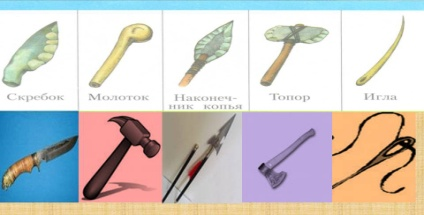 Скребок
Молоток
Наконеч-
ник копья
Топор
Игла